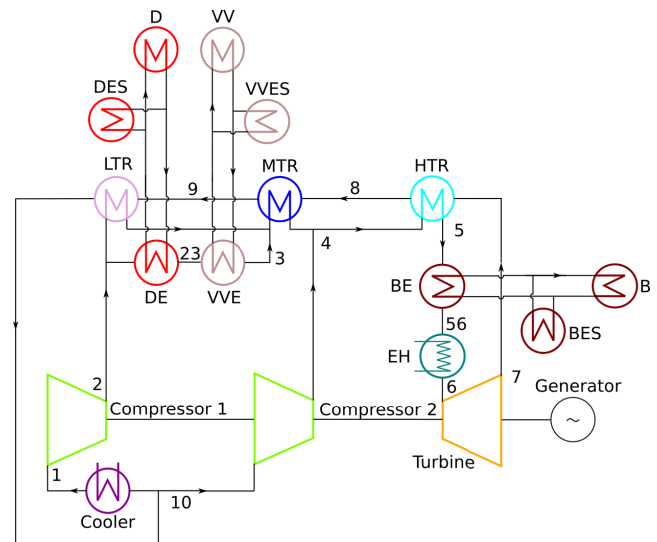 D
VV
DES
VVES
LTR
MTR
HTR
9
8
4
5
23
3
DE
VVE
BE
B
BES
56
EH
6
7
2
Generator
Compressor 1
Compressor 2
~
Turbine
1
10
Cooler